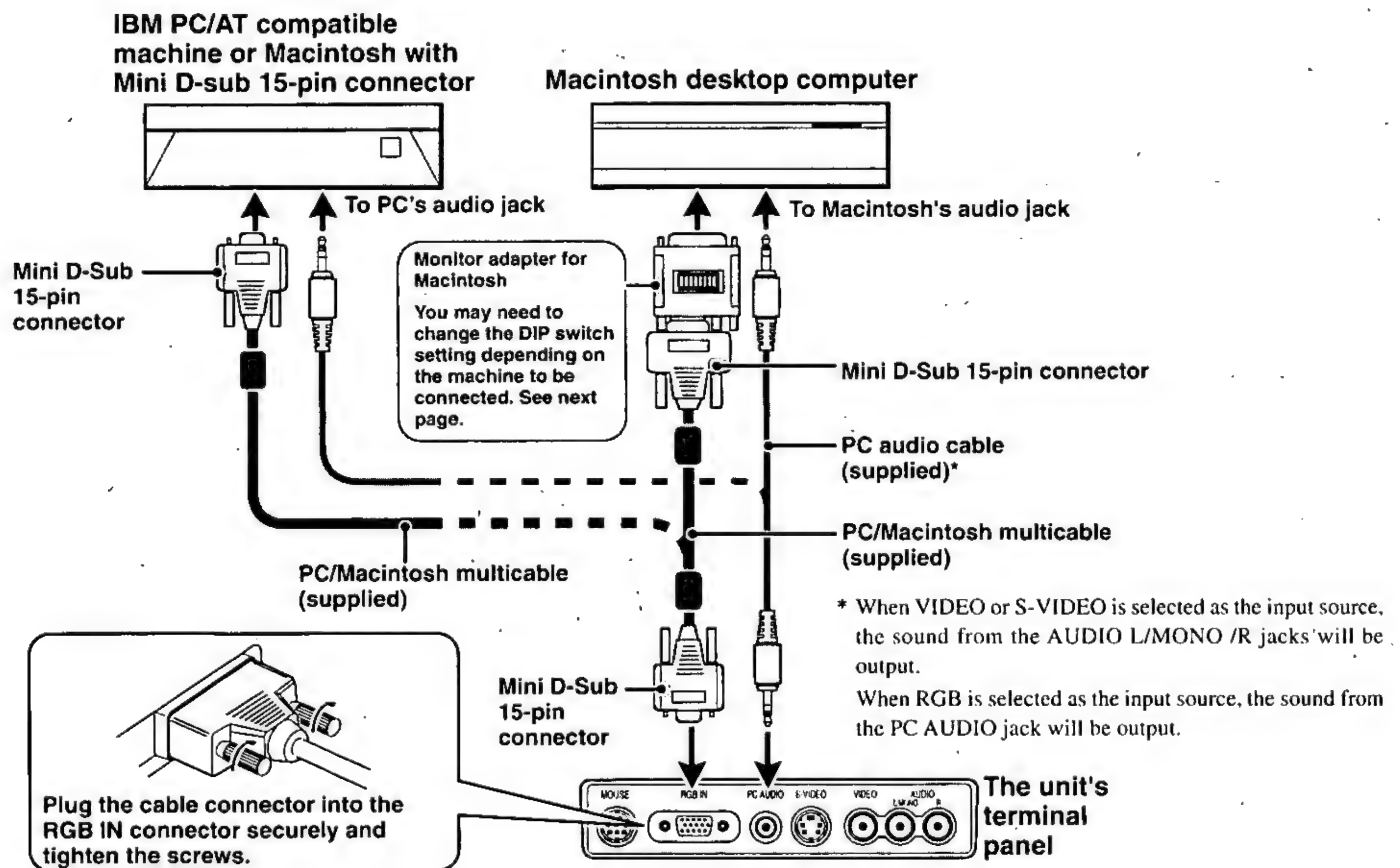 IBM PC/AT compatible
machine or Macintosh with
Mini D-sub 15-pin connector
Macintosh desktop computer
To PC's audio jack
To Macintosh's audio jack
Mini D-Sub
15-pin
connector
Monitor adapter for
Macintosh
You may need to
change the DIP switch
setting depending on
the machine to be
connected. See next
page.
Mini D-Sub 15-pin connector
PC audio cable
(supplied)*
PC/Macintosh multicable
(supplied)
PC/Macintosh multicable
(supplied)
* When VIDEO or S-VIDEO is selected as the input source,
the sound from the AUDIO L/MONO /R jacks will be
output.
When RGB is selected as the input source, the sound from
the PC AUDIO jack will be output.
Mini D-Sub
15-pin
connector
Plug the cable connector into the
RGB IN connector securely and
tighten the screws.
MOUSE RGB IN PC AUDIO S-VIDEO VIDEO AUDIO
L/MONO R
The unit's
terminal
panel